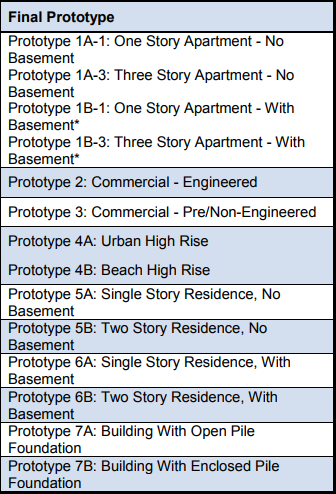 Final Prototype
Prototype 1A-1: One Story Apartment - No
Basement
Prototype 1A-3: Three Story Apartment - No
Basement
Prototype 1B-1: One Story Apartment - With
Basement*
Prototype 1B-3: Three Story Apartment - With
Basement*
Prototype 2: Commercial - Engineered
Prototype 3: Commercial - Pre/Non-Engineered
Prototype 4A: Urban High Rise
Prototype 4B: Beach High Rise
Prototype 5A: Single Story Residence, No
Basement
Prototype 5B: Two Story Residence, No
Basement
Prototype 6A: Single Story Residence, With
Basement
Prototype 6B: Two Story Residence, With
Basement
Prototype 7A: Building With Open Pile
Foundation
Prototype 7B: Building With Enclosed Pile
Foundation